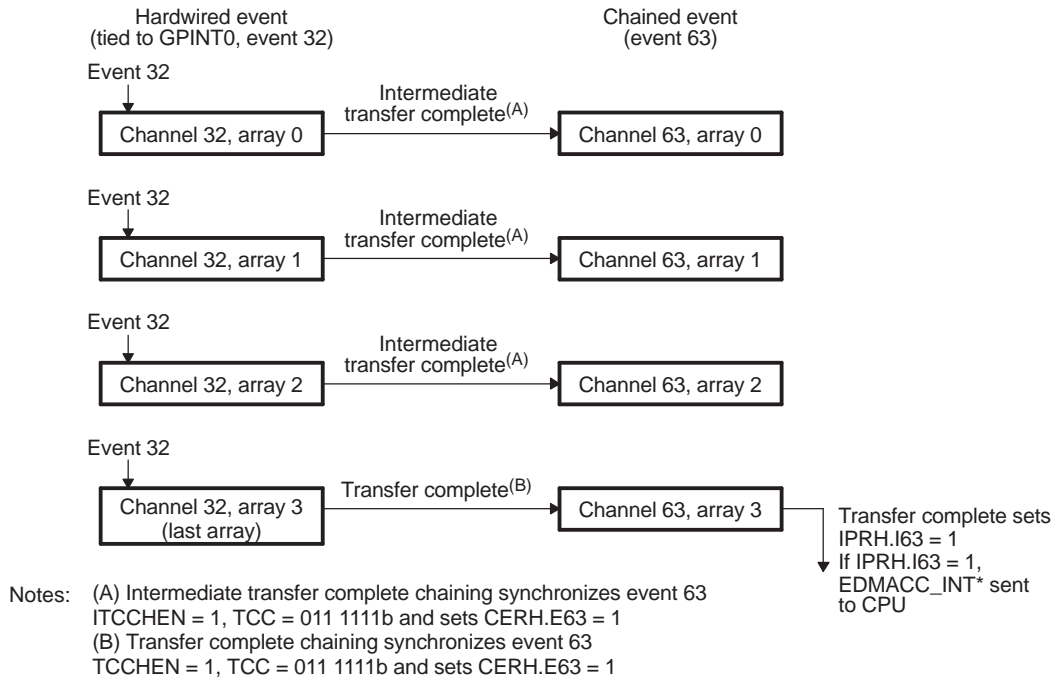 Hardwired event
(tied to GPINT0, event 32)
Chained event
(event 63)
Event 32
Channel 32, array 0
Intermediate
transfer complete(A)
Channel 63, array 0
Event 32
Channel 32, array 1
Intermediate
transfer complete(A)
Channel 63, array 1
Event 32
Channel 32, array 2
Intermediate
transfer complete(A)
Channel 63, array 2
Event 32
Channel 32, array 3
(last array)
Transfer complete(B)
Channel 63, array 3
Transfer complete sets
IPRH.I63 = 1
If IPRH.I63 = 1,
EDMACC_INT* sent
to CPU
Notes: (A) Intermediate transfer complete chaining synchronizes event 63
ITCCHEN = 1, TCC = 011 1111b and sets CERH.E63 = 1
(B) Transfer complete chaining synchronizes event 63
TCCHEN = 1, TCC = 011 1111b and sets CERH.E63 = 1